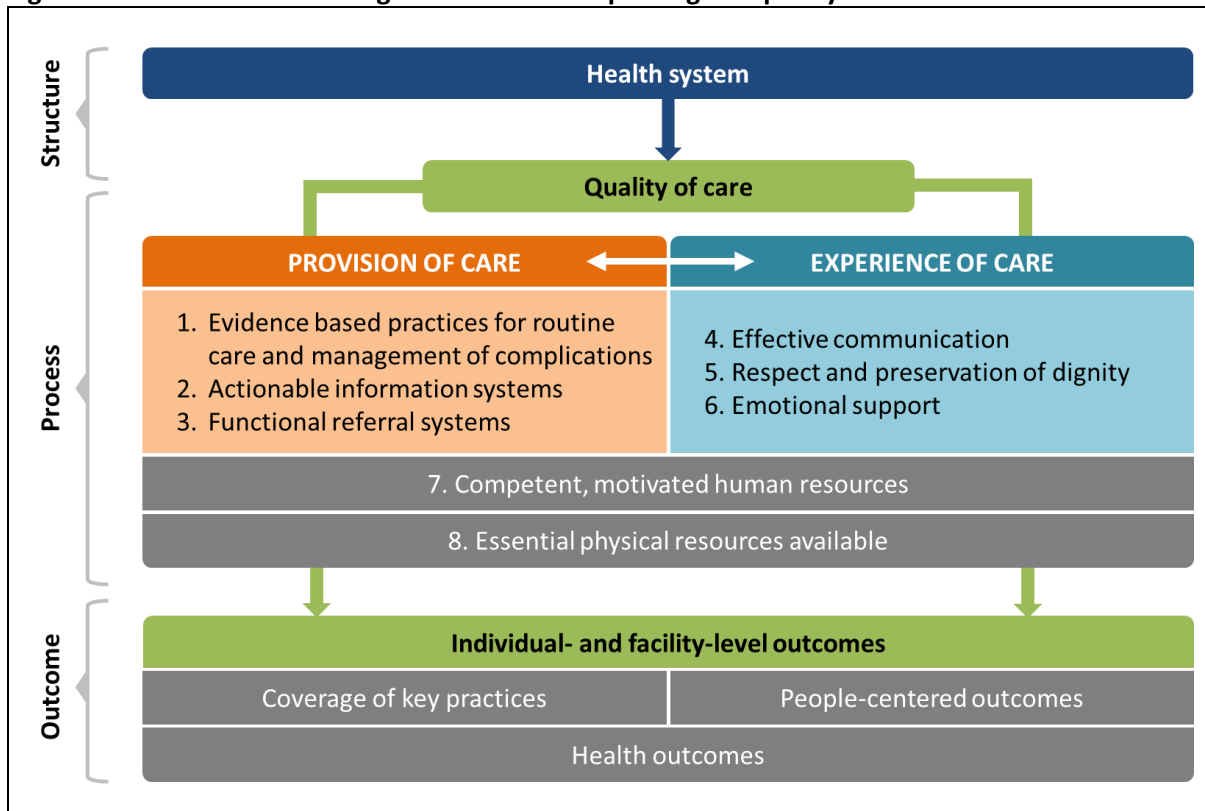 Structure
Health system
Quality of care
Process
PROVISION OF CARE
EXPERIENCE OF CARE
1. Evidence based practices for routine
care and management of complications
2. Actionable information systems
3. Functional referral systems
4. Effective communication
5. Respect and preservation of dignity
6. Emotional support
7. Competent, motivated human resources
8. Essential physical resources available
Outcome
Individual- and facility-level outcomes
Coverage of key practices
People-centered outcomes
Health outcomes